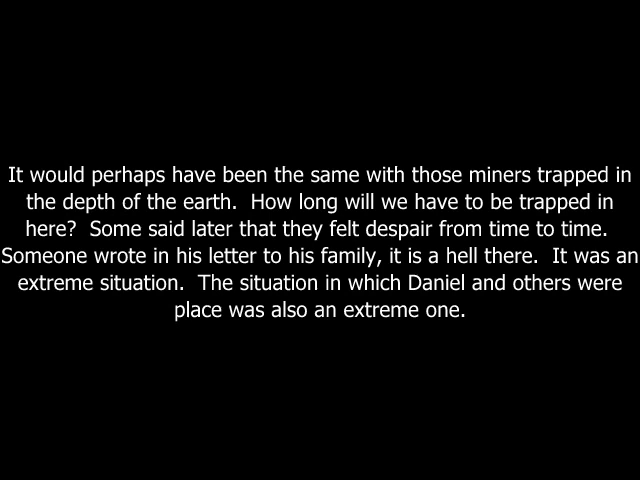 It would perhaps have been the same with those miners trapped in
the depth of the earth.  How long will we have to be trapped in
here?  Some said later that they felt despair from time to time.
Someone wrote in his letter to his family, it is a hell there.  It was an
extreme situation.  The situation in which Daniel and others were
place was also an extreme one.